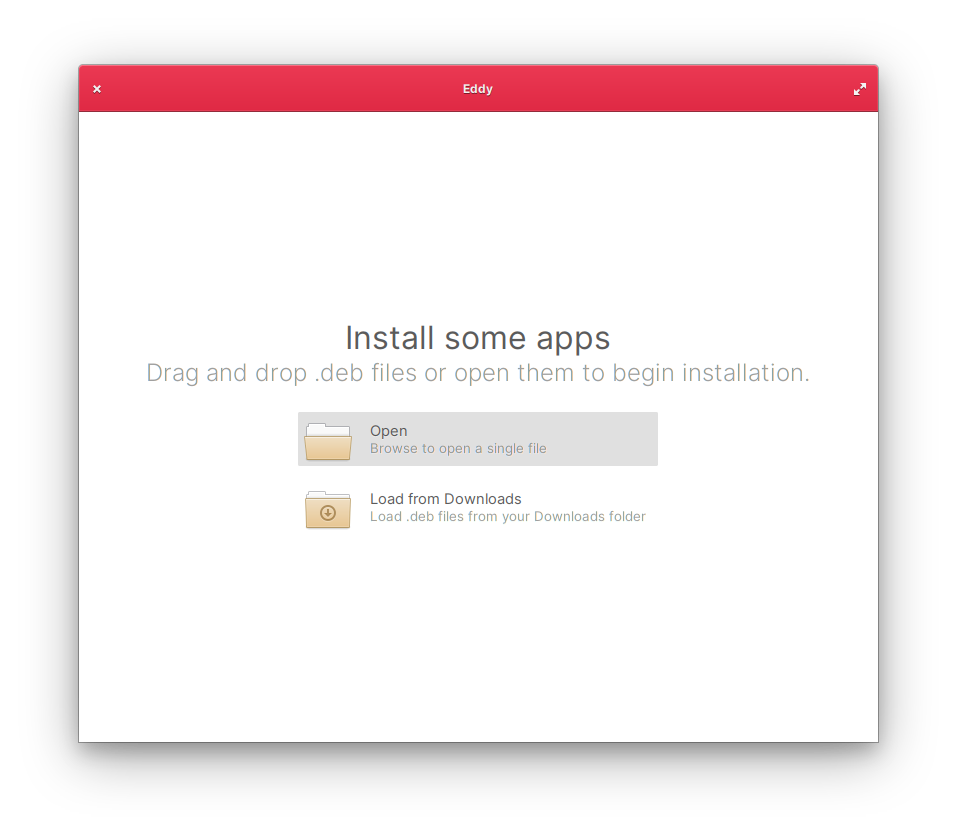 Eddy
Install some apps
Drag and drop .deb files or open them to begin installation.
Open
Browse to open a single file
Load from Downloads
Load .deb files from your Downloads folder